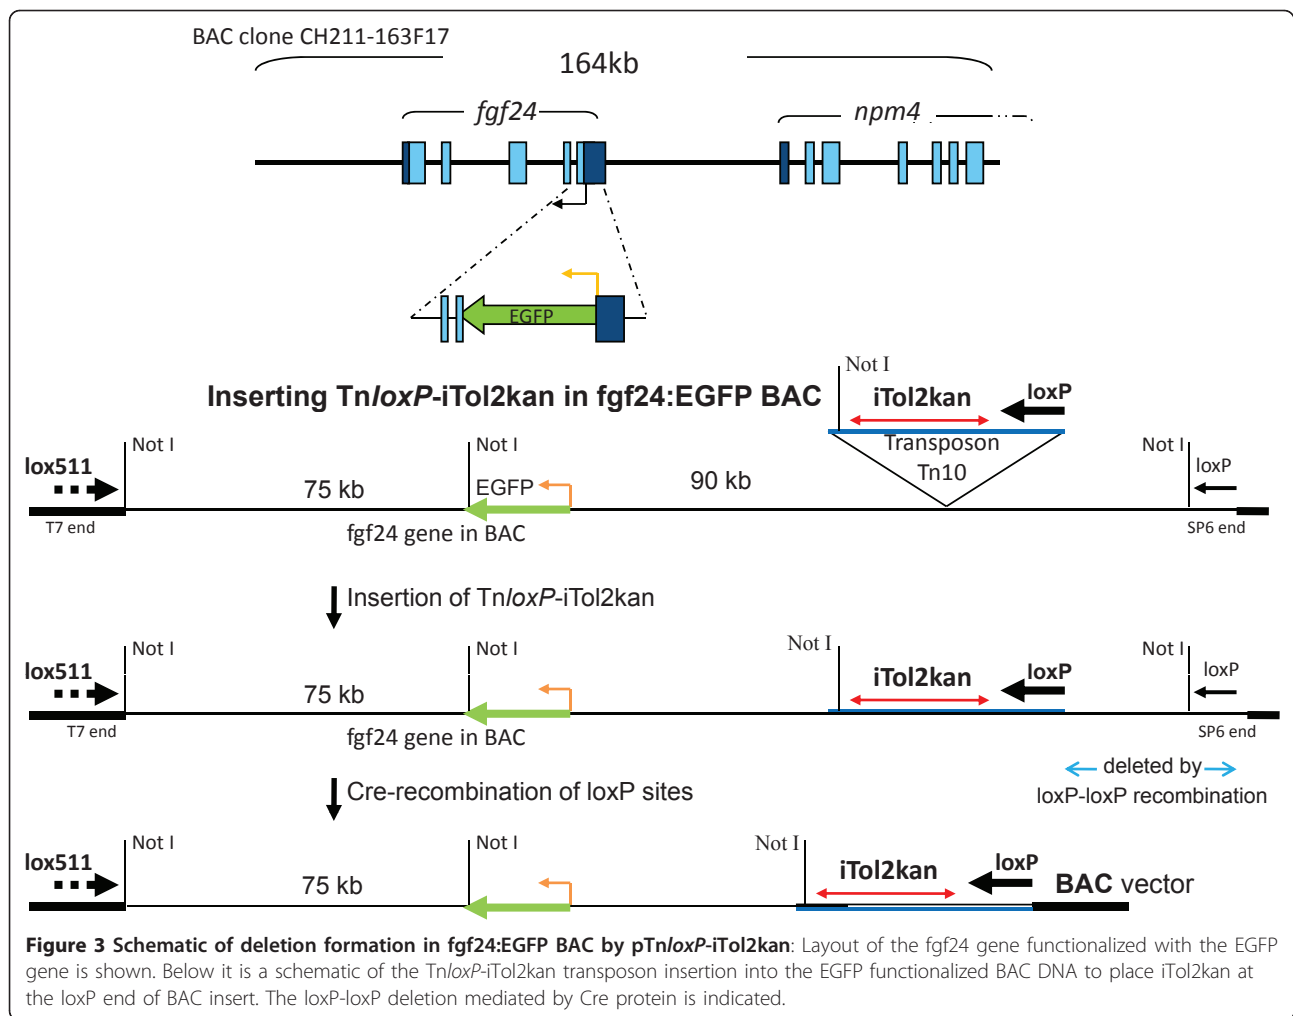 BAC clone CH211-163F17
164kb
fgf24
npm4
EGFP
Inserting TnloxP-iTol2kan in fgf24:EGFP BAC
Not I
iTol2kan
loxP
Transposon
Tn10
lox511
Not I
75 kb
Not I
EGFP
90 kb
Not I
loxP
T7 end
fgf24 gene in BAC
SP6 end
Insertion of TnloxP-iTol2kan
lox511
Not I
75 kb
Not I
Not I
iTol2kan
loxP
Not I
loxP
T7 end
fgf24 gene in BAC
SP6 end
deleted by
loxP-loxP recombination
Cre-recombination of loxP sites
lox511
Not I
75 kb
Not I
Not I
iTol2kan
loxP
BAC vector
Figure 3 Schematic of deletion formation in fgf24:EGFP BAC by pTnloxP-iTol2kan: Layout of the fgf24 gene functionalized with the EGFP
gene is shown. Below it is a schematic of the TnloxP-iTol2kan transposon insertion into the EGFP functionalized BAC DNA to place iTol2kan at
the loxP end of BAC insert. The loxP-loxP deletion mediated by Cre protein is indicated.